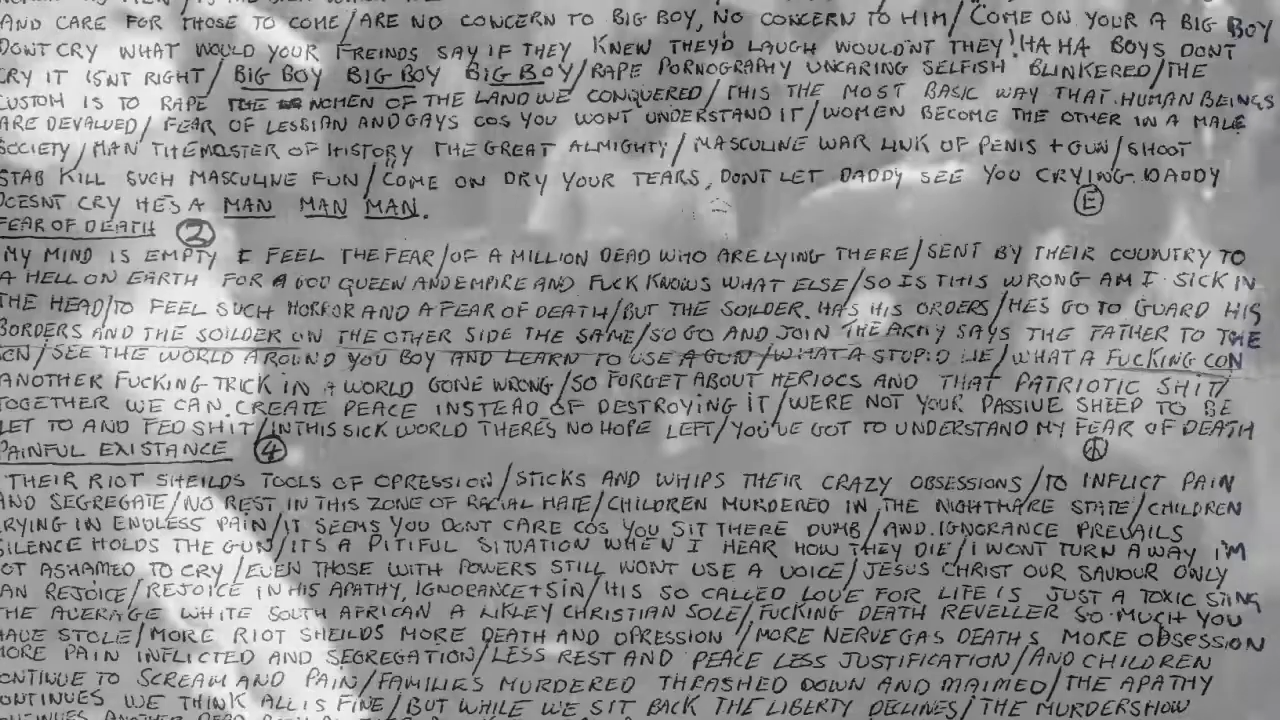 AND CARE FOR THOSE TO COME/ARE NO CONCERN TO BIG BOY, NO CONCERN TO HIM/COME ON YOUR A BIG BOY
DONT CRY WHAT WOULD YOUR FREINDS SAY IF THEY KNEW THEY'D LAUGH WOULDN'T THEY! HA HA BOYS DONT
CRY IT ISNT RIGHT/BIG BOY BIG BOY BIG BOY/RAPE PORNOGRAPHY UNCARING SELFISH BLINKERED/THE
CUSTOM IS TO RAPE THE WOMEN OF THE LAND WE CONQUERED/THIS THE MOST BASIC WAY THAT HUMAN BEINGS
ARE DEVALUED/FEAR OF LESBIAN AND GAYS COS YOU WONT UNDERSTAND IT/WOMEN BECOME THE OTHER IN A MALE
SOCIETY/MAN THE MASTER OF HISTORY THE GREAT ALMIGHTY/MASCULINE WAR LINK OF PENIS + GUN/SHOOT
STAB KILL SUCH MASCULINE FUN/COME ON DRY YOUR TEARS, DONT LET DADDY SEE YOU CRYING. DADDY
DOESNT CRY HE'S A MAN MAN MAN. Ⓔ
FEAR OF DEATH ②
MY MIND IS EMPTY I FEEL THE FEAR/OF A MILLION DEAD WHO ARE LYING THERE/SENT BY THEIR COUNTRY TO
A HELL ON EARTH FOR A GOD QUEEN AND EMPIRE AND FUCK KNOWS WHAT ELSE/SO IS THIS WRONG AM I SICK IN
THE HEAD/TO FEEL SUCH HORROR AND A FEAR OF DEATH/BUT THE SOILDER HAS HIS ORDERS/HE'S GO TO GUARD HIS
BORDERS AND THE SOILDER ON THE OTHER SIDE THE SAME/SO GO AND JOIN THE ARMY SAYS THE FATHER TO THE
SON/SEE THE WORLD AROUND YOU BOY AND LEARN TO USE A GUN/WHAT A STUPID LIE/WHAT A FUCKING CON
ANOTHER FUCKING TRICK IN A WORLD GONE WRONG/SO FORGET ABOUT HERIOCS AND THAT PATRIOTIC SHIT/
TOGETHER WE CAN CREATE PEACE INSTEAD OF DESTROYING IT/WERE NOT YOUR PASSIVE SHEEP TO BE
LET TO AND FED SHIT/IN THIS SICK WORLD THERE'S NO HOPE LEFT/YOU'VE GOT TO UNDERSTAND MY FEAR OF DEATH
PAINFUL EXISTANCE ④
THEIR RIOT SHEILDS TOOLS OF OPRESSION/STICKS AND WHIPS THEIR CRAZY OBSESSIONS/TO INFLICT PAIN
AND SEGREGATE/NO REST IN THIS ZONE OF RACIAL HATE/CHILDREN MURDERED IN THE NIGHTMARE STATE/CHILDREN
CRYING IN ENDLESS PAIN/IT SEEMS YOU DONT CARE COS YOU SIT THERE DUMB/AND IGNORANCE PREVAILS
SILENCE HOLDS THE GUN/ITS A PITIFUL SITUATION WHEN I HEAR HOW THEY DIE/I WONT TURN AWAY I'M
NOT ASHAMED TO CRY/EVEN THOSE WITH POWERS STILL WONT USE A VOICE/JESUS CHRIST OUR SAVIOUR ONLY
CAN REJOICE/REJOICE IN HIS APATHY, IGNORANCE + SIN/HIS SO CALLED LOVE FOR LIFE IS JUST A TOXIC STING
THE AVERAGE WHITE SOUTH AFRICAN A LIKLEY CHRISTIAN SOLE/FUCKING DEATH REVELLER SO MUCH YOU
HAVE STOLE/MORE RIOT SHEILDS MORE DEATH AND OPRESSION/MORE NERVE GAS DEATHS MORE OBSESSION
MORE PAIN INFLICTED AND SEGREGATION/LESS REST AND PEACE LESS JUSTIFICATION/AND CHILDREN
CONTINUE TO SCREAM AND PAIN/FAMILIES MURDERED THRASHED DOWN AND MAIMED/THE APATHY
CONTINUES WE THINK ALL IS FINE/BUT WHILE WE SIT BACK THE LIBERTY DECLINES/THE MURDERSHOW